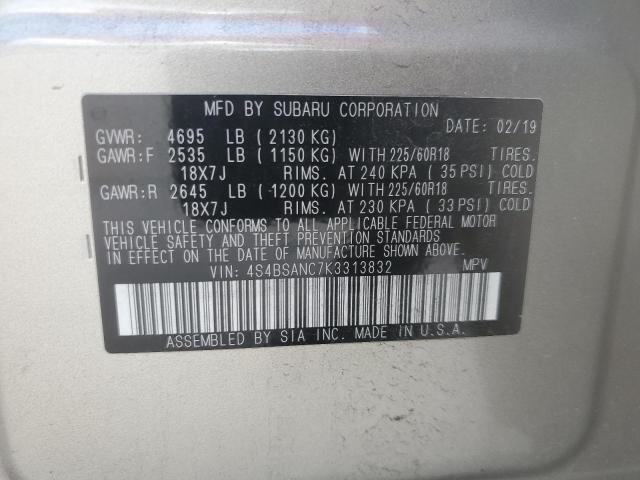 MFD BY SUBARU CORPORATION
DATE: 02/19
GVWR: 4695 LB (2130 KG)
GAWR:F 2535 LB (1150 KG) WITH 225/60R18 TIRES.
18X7J RIMS. AT 240 KPA (35 PSI) COLD
GAWR:R 2645 LB (1200 KG) WITH 225/60R18 TIRES.
18X7J RIMS. AT 230 KPA (33 PSI) COLD
THIS VEHICLE CONFORMS TO ALL APPLICABLE FEDERAL MOTOR
VEHICLE SAFETY AND THEFT PREVENTION STANDARDS
IN EFFECT ON THE DATE OF MANUFACTURE SHOWN ABOVE.
VIN: 4S4BSANC7K3313832 MPV
ASSEMBLED BY SIA INC. MADE IN U.S.A.